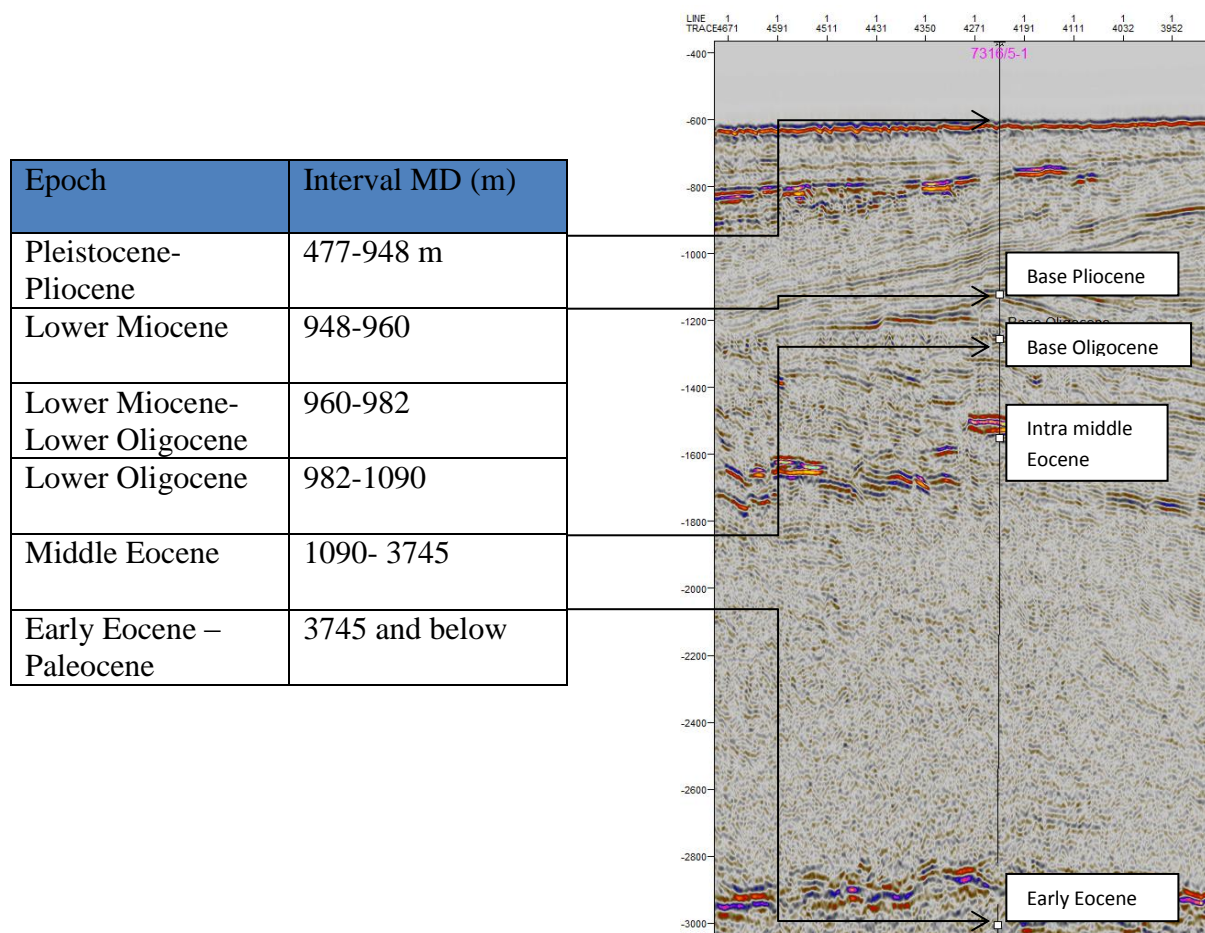 Epoch Interval MD (m)
Pleistocene- 477-948 m
Pliocene
Lower Miocene 948-960
Lower Miocene- 960-982
Lower Oligocene
Lower Oligocene 982-1090
Middle Eocene 1090- 3745
Early Eocene – 3745 and below
Paleocene
LINE 1 1 1 1 1 1 1 1 1 1
TRACE4671 4591 4511 4431 4350 4271 4191 4111 4032 3952
7316/5-1
-400
-600
-800
-1000
-1200
-1400
-1600
-1800
-2000
-2200
-2400
-2600
-2800
-3000
Base Pliocene
Base Oligocene
Base Oligocene
Intra middle
Eocene
Early Eocene